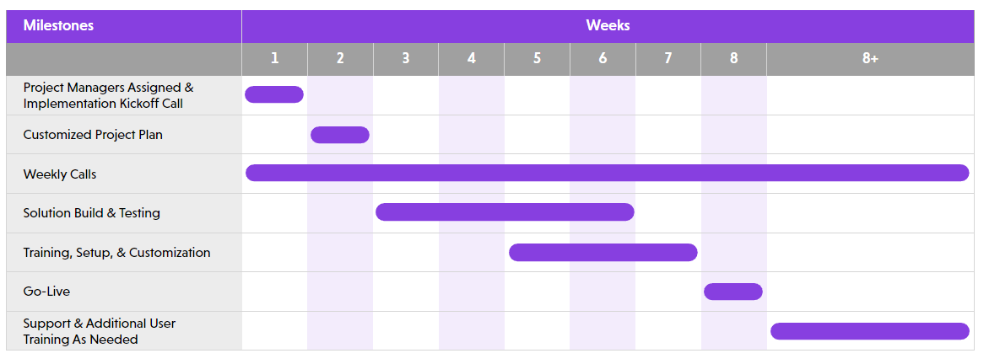 Milestones Weeks
1 2 3 4 5 6 7 8 8+
Project Managers Assigned &
Implementation Kickoff Call
Customized Project Plan
Weekly Calls
Solution Build & Testing
Training, Setup, & Customization
Go-Live
Support & Additional User
Training As Needed